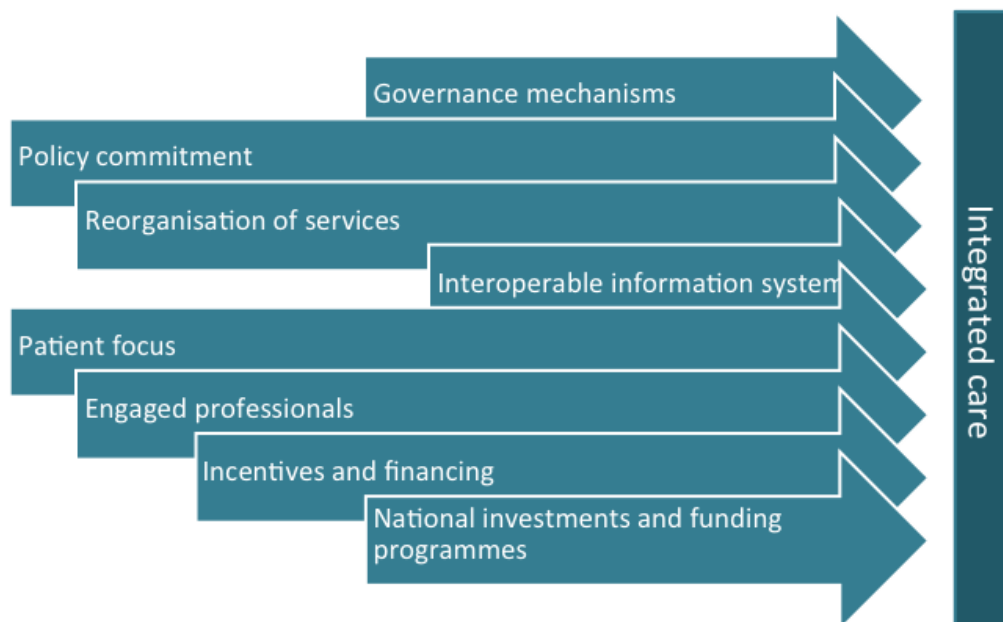 Governance mechanisms
Policy commitment
Reorganisation of services
Interoperable information system
Patient focus
Engaged professionals
Incentives and financing
National investments and funding
programmes
Integrated care